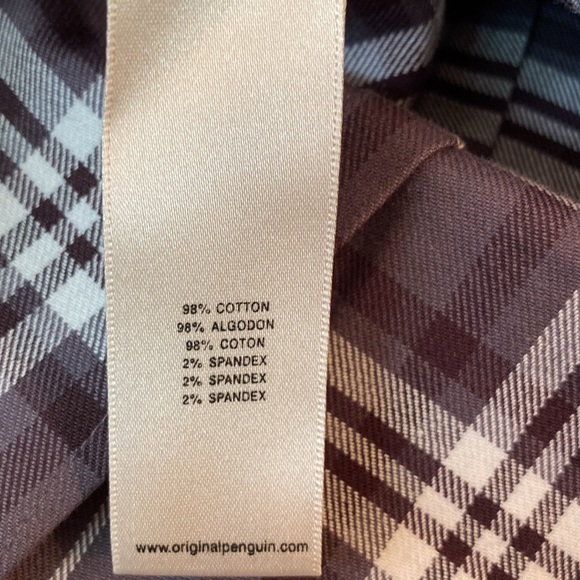 98% COTTON
98% ALGODON
98% COTON
2% SPANDEX
2% SPANDEX
2% SPANDEX
www.originalpenguin.com